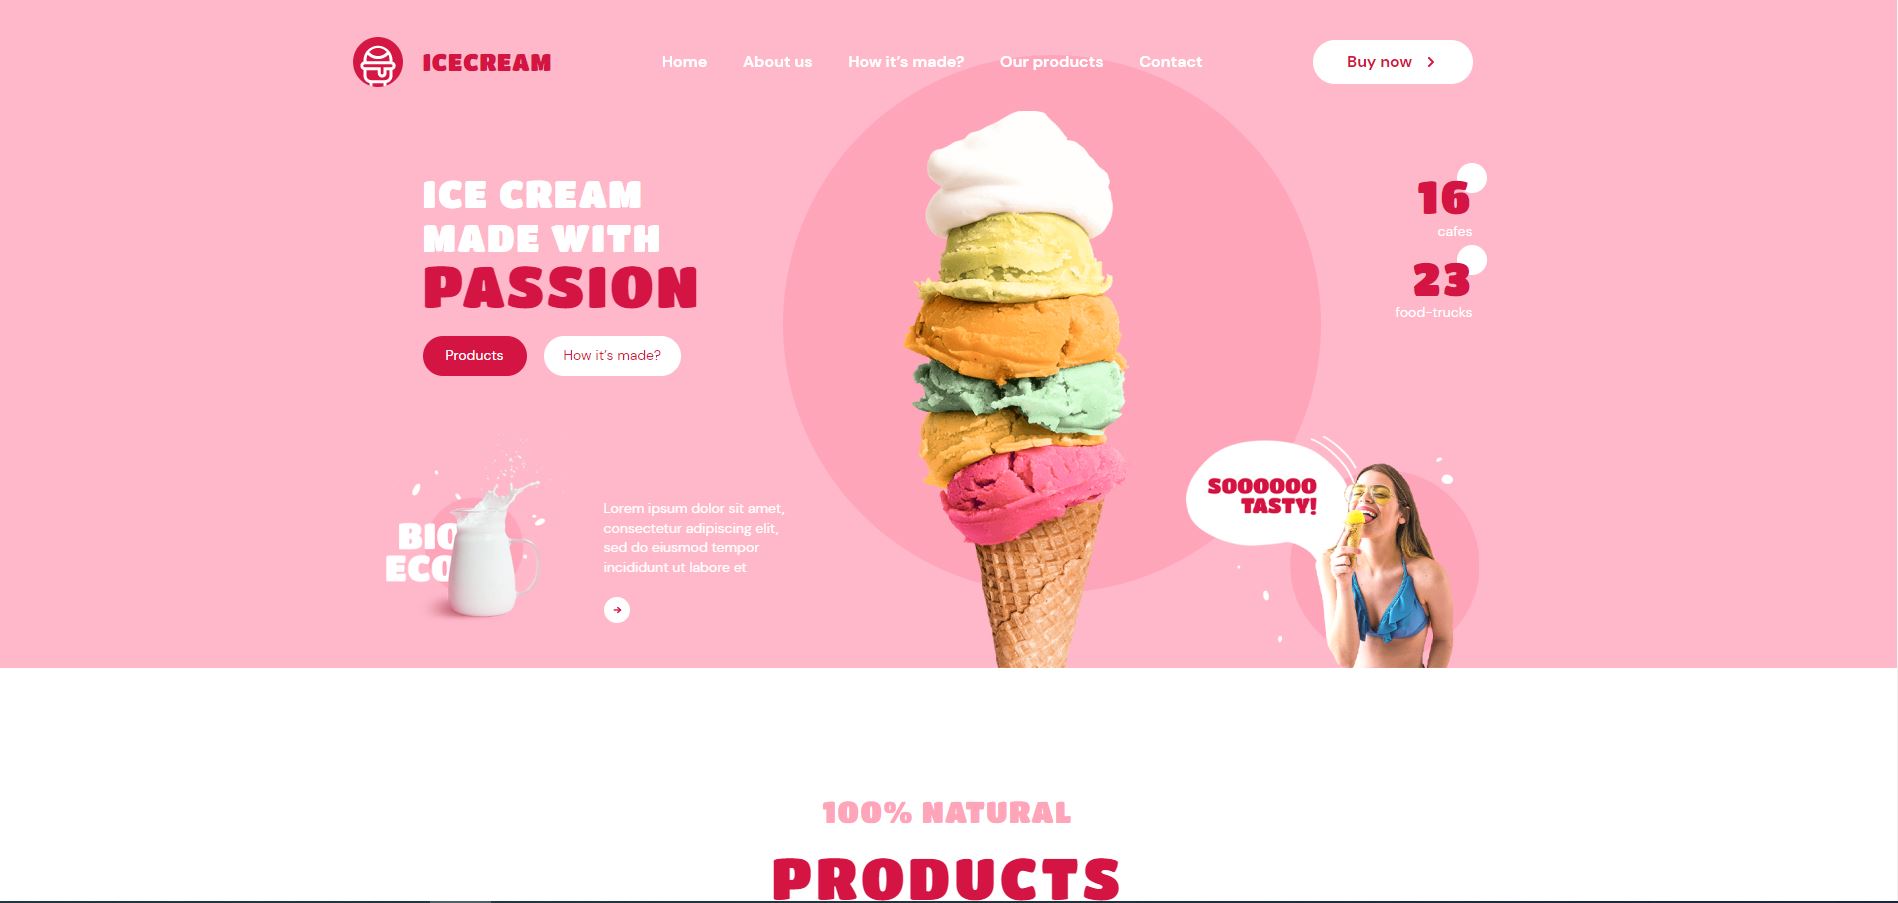 ICECREAM
Home
About us
How it's made?
Our products
Contact
Buy now
ICE CREAM
MADE WITH
PASSION
Products
How it's made?
16
cafes
23
food-trucks
BIO
ECO
Lorem ipsum dolor sit amet,
consectetur adipiscing elit,
sed do eiusmod tempor
incididunt ut labore et
SOOOOOO
TASTY!
100% NATURAL
PRODUCTS